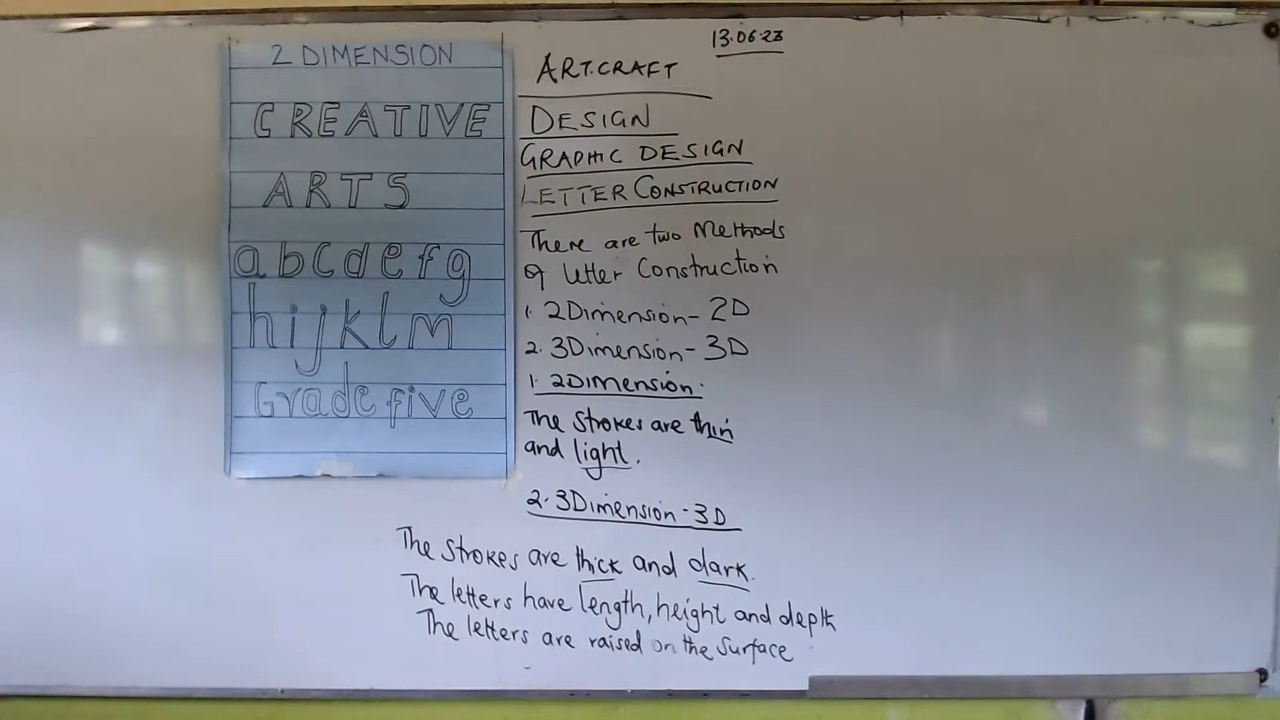 2 DIMENSION
CREATIVE
ARTS
abcdefg
hijklm
Grade five
13.06.23
ART.CRAFT
DESIGN
GRAPHIC DESIGN
LETTER CONSTRUCTION
There are two Methods
of letter Construction
1. 2Dimension - 2D
2. 3Dimension - 3D
1. 2Dimension.
The strokes are thin
and light.
2. 3Dimension - 3D
The strokes are thick and dark.
The letters have length, height and depth
The letters are raised on the surface